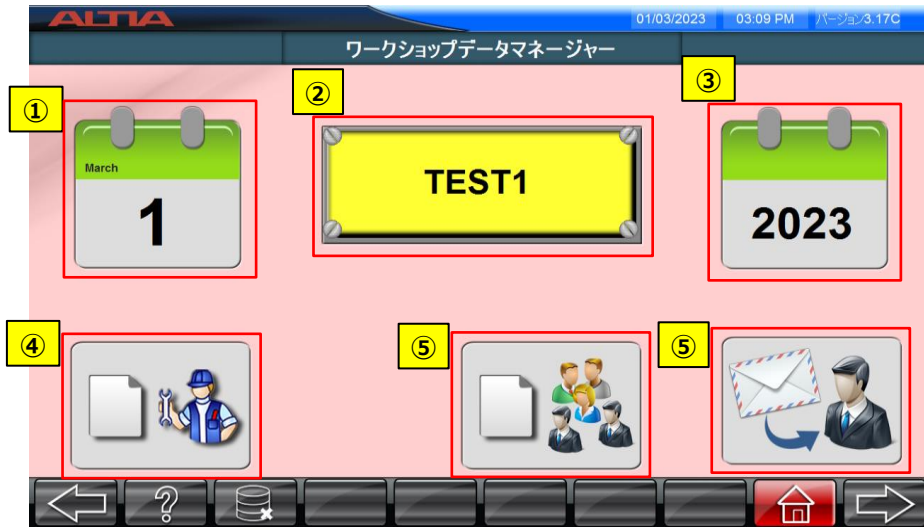 ALTIA
01/03/2023 03:09 PM バージョン3.17C
ワークショップデータマネージャー
①
②
③
March
1
TEST1
2023
④
⑤
⑤
?